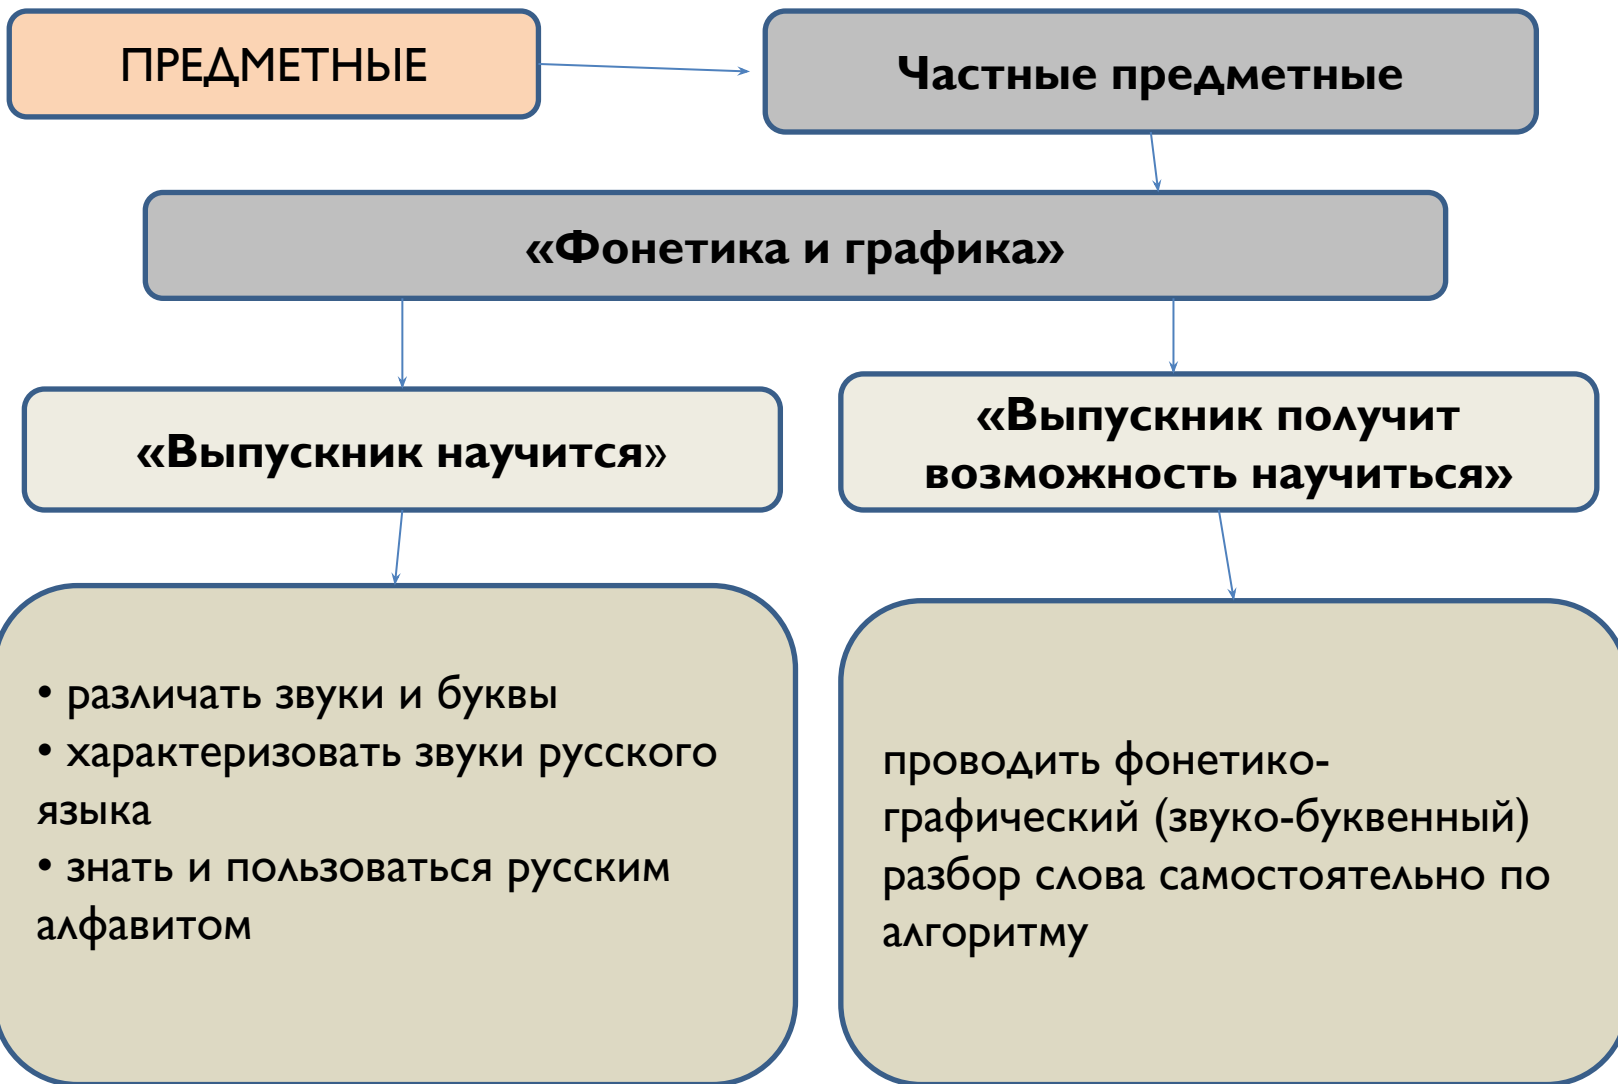 ПРЕДМЕТНЫЕ
Частные предметные
«Фонетика и графика»
«Выпускник научится»
«Выпускник получит
возможность научиться»
• различать звуки и буквы
• характеризовать звуки русского
языка
• знать и пользоваться русским
алфавитом
проводить фонетико-
графический (звуко-буквенный)
разбор слова самостоятельно по
алгоритму